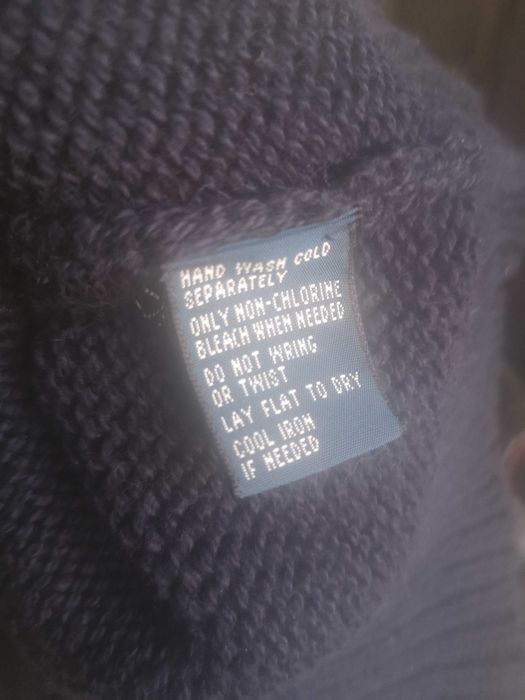 HAND WASH COLD
SEPARATELY
ONLY NON-CHLORINE
BLEACH WHEN NEEDED
DO NOT WRING
OR TWIST
LAY FLAT TO DRY
COOL IRON
IF NEEDED